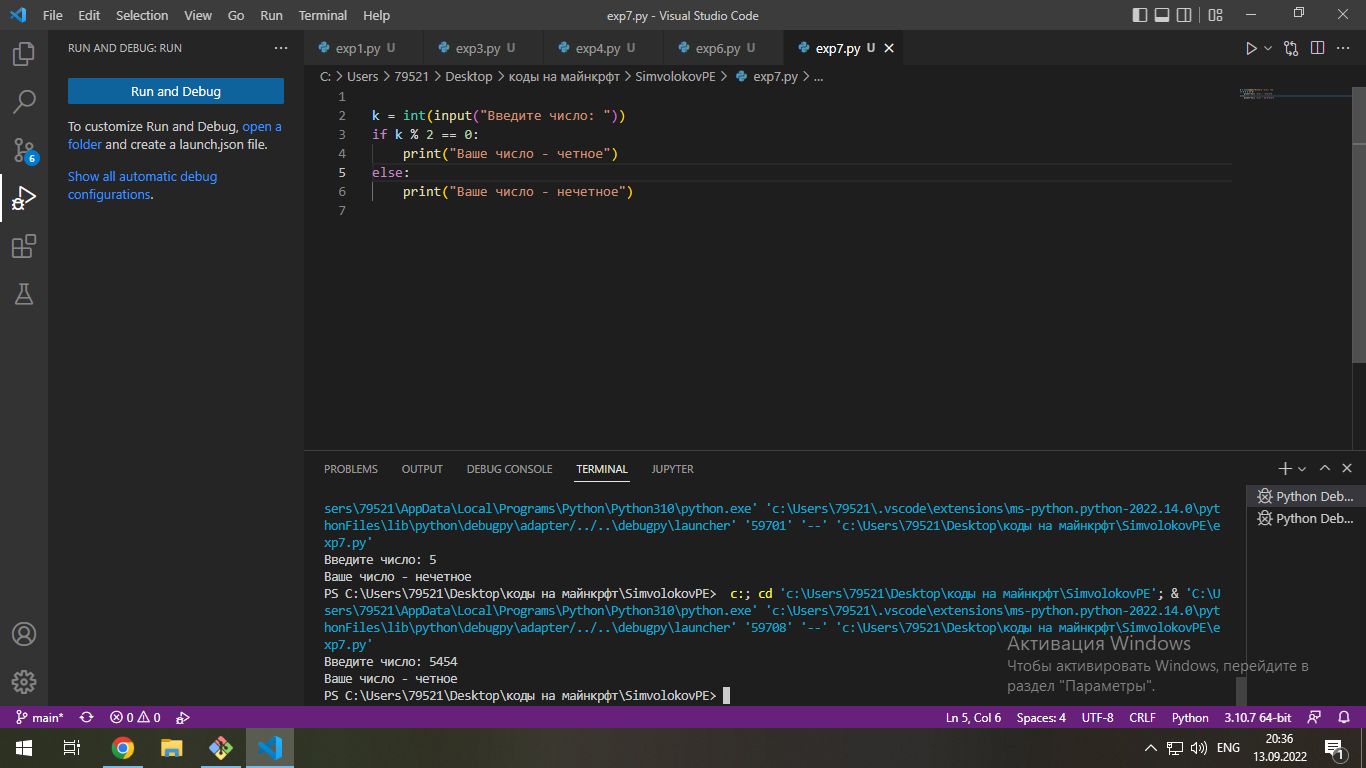 File Edit Selection View Go Run Terminal Help exp7.py - Visual Studio Code
RUN AND DEBUG: RUN ...
exp1.py U exp3.py U exp4.py U exp6.py U exp7.py U
C: > Users > 79521 > Desktop > коды на майнкрфт > SimvolokovPE > exp7.py > ...
Run and Debug
To customize Run and Debug, open a
folder and create a launch.json file.
Show all automatic debug
configurations.
6
1
2 k = int(input("Введите число: "))
3 if k % 2 == 0:
4 print("Ваше число - четное")
5 else:
6 print("Ваше число - нечетное")
7
PROBLEMS OUTPUT DEBUG CONSOLE TERMINAL JUPYTER
Python Deb...
Python Deb...
sers\79521\AppData\Local\Programs\Python\Python310\python.exe' 'c:\Users\79521\.vscode\extensions\ms-python.python-2022.14.0\pyt
honFiles\lib\python\debugpy\adapter/../..\debugpy\launcher' '59701' '--' 'c:\Users\79521\Desktop\коды на майнкрфт\SimvolokovPE\e
xp7.py'
Введите число: 5
Ваше число - нечетное
PS C:\Users\79521\Desktop\коды на майнкрфт\SimvolokovPE>  c:; cd 'c:\Users\79521\Desktop\коды на майнкрфт\SimvolokovPE'; & 'C:\U
sers\79521\AppData\Local\Programs\Python\Python310\python.exe' 'c:\Users\79521\.vscode\extensions\ms-python.python-2022.14.0\pyt
honFiles\lib\python\debugpy\adapter/../..\debugpy\launcher' '59708' '--' 'c:\Users\79521\Desktop\коды на майнкрфт\SimvolokovPE\e
xp7.py'
Введите число: 5454
Ваше число - четное
PS C:\Users\79521\Desktop\коды на майнкрфт\SimvolokovPE>
Активация Windows
Чтобы активировать Windows, перейдите в
раздел "Параметры".
main* 0 0 Ln 5, Col 6 Spaces: 4 UTF-8 CRLF Python 3.10.7 64-bit
ENG
20:36
13.09.2022
1